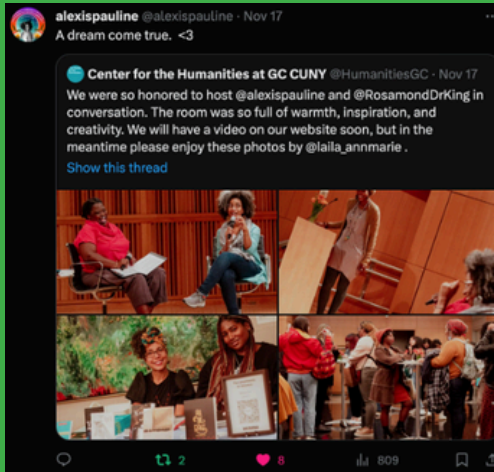 alexispauline @alexispauline · Nov 17
A dream come true. <3
Center for the Humanities at GC CUNY @HumanitiesGC · Nov 17
We were so honored to host @alexispauline and @RosamondDrKing in
conversation. The room was so full of warmth, inspiration, and
creativity. We will have a video on our website soon, but in the
meantime please enjoy these photos by @laila_annmarie .
Show this thread
2
8
809